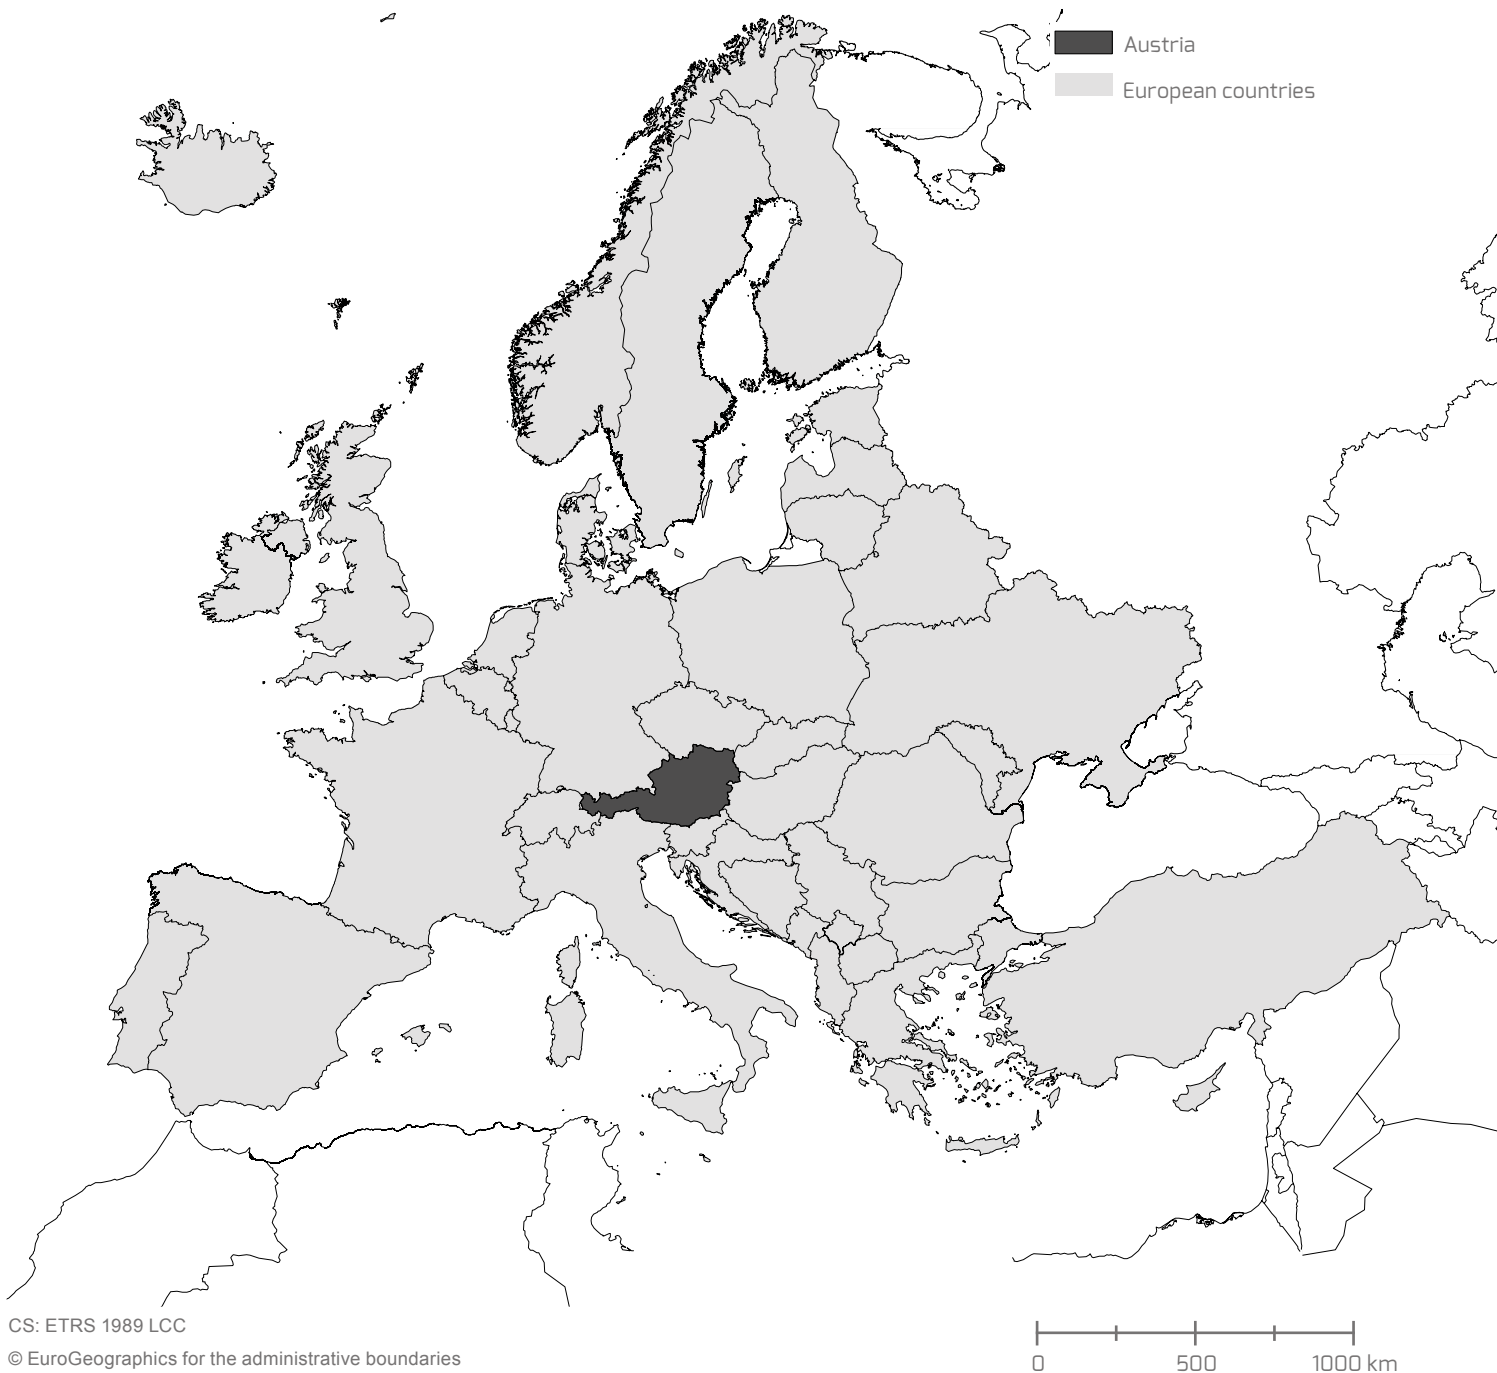 Austria
European countries
CS: ETRS 1989 LCC
© EuroGeographics for the administrative boundaries
0 500 1000 km